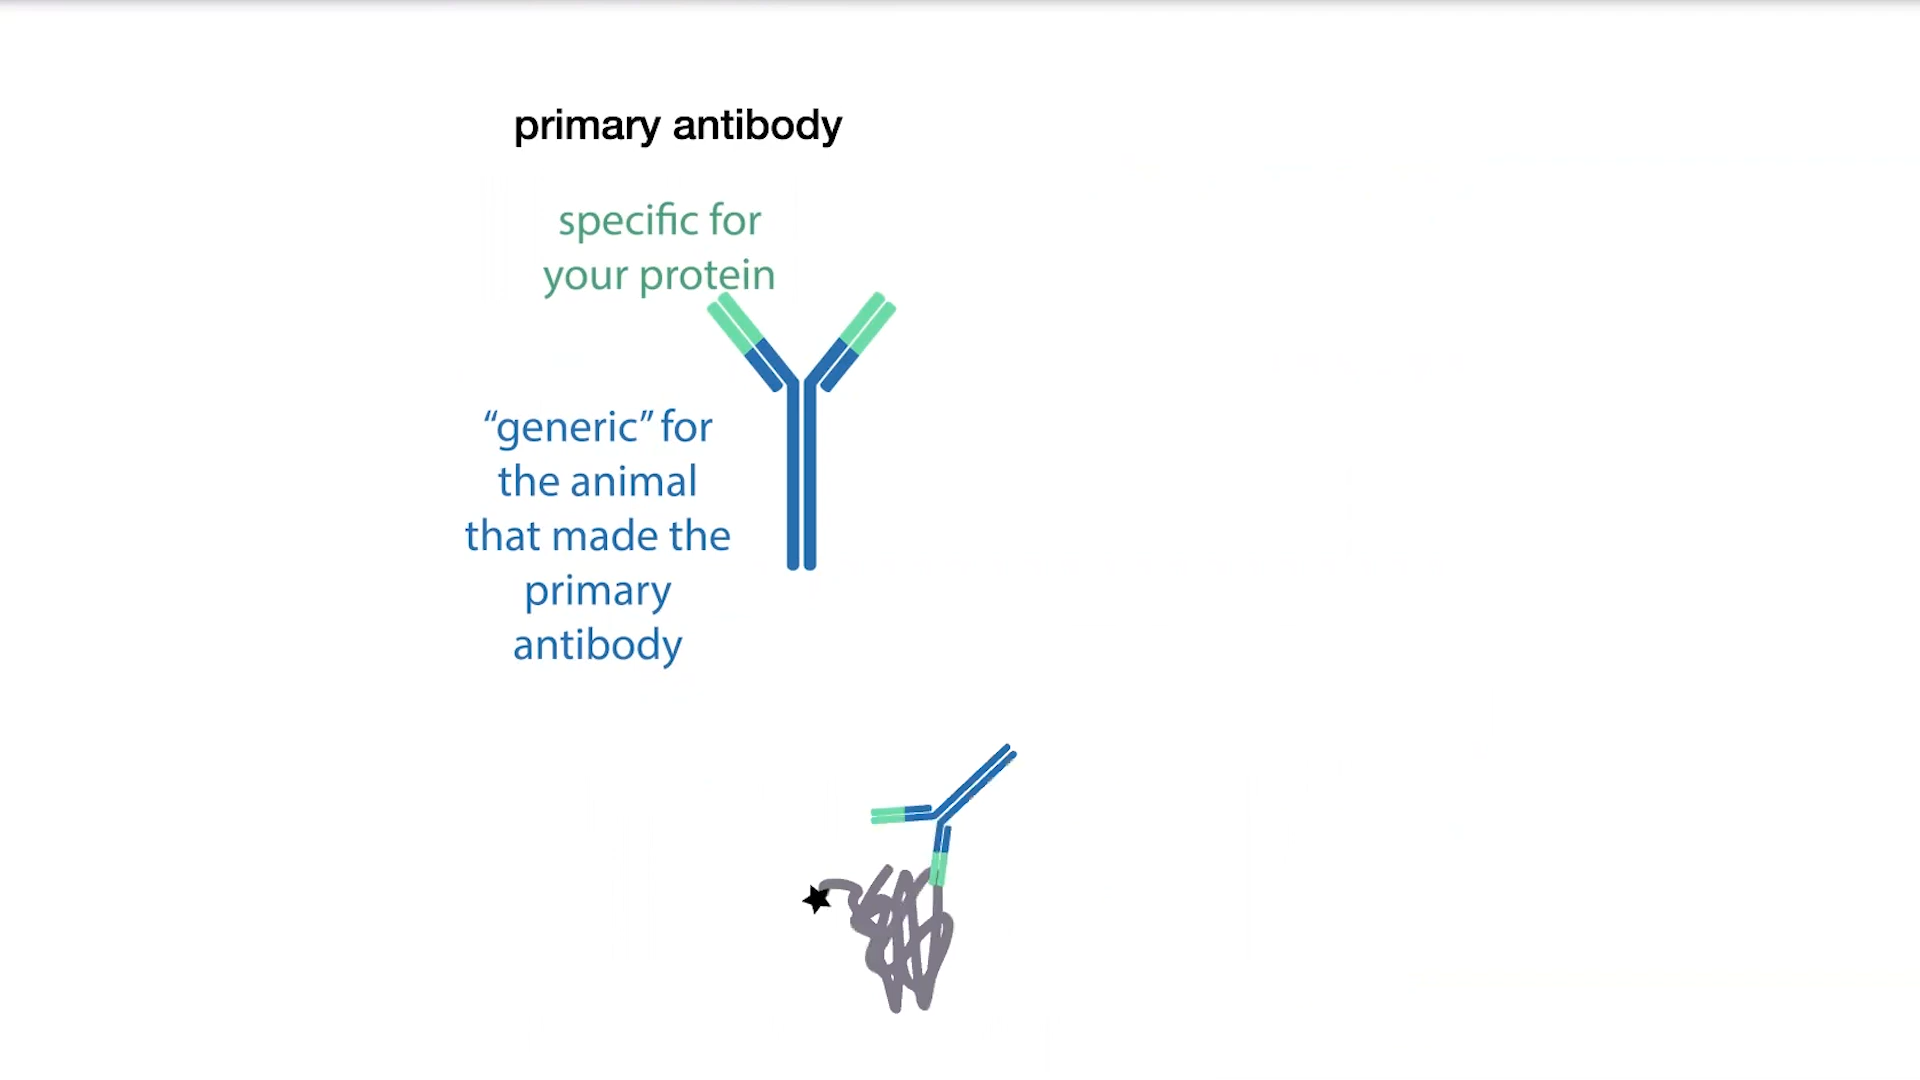 primary antibody
specific for
your protein
“generic” for
the animal
that made the
primary
antibody